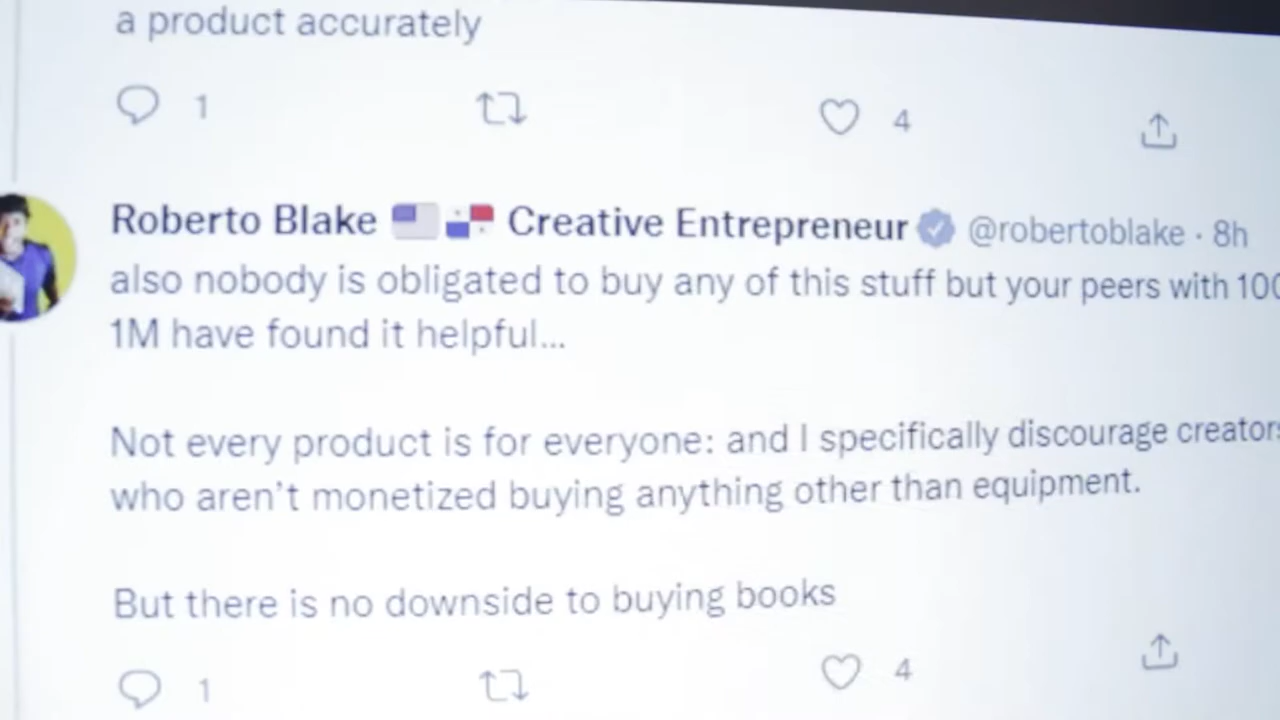 a product accurately
1
4
Roberto Blake 🇺🇸🇵🇦 Creative Entrepreneur @robertoblake · 8h
also nobody is obligated to buy any of this stuff but your peers with 100
1M have found it helpful...
Not every product is for everyone: and I specifically discourage creators
who aren't monetized buying anything other than equipment.
But there is no downside to buying books
1
4